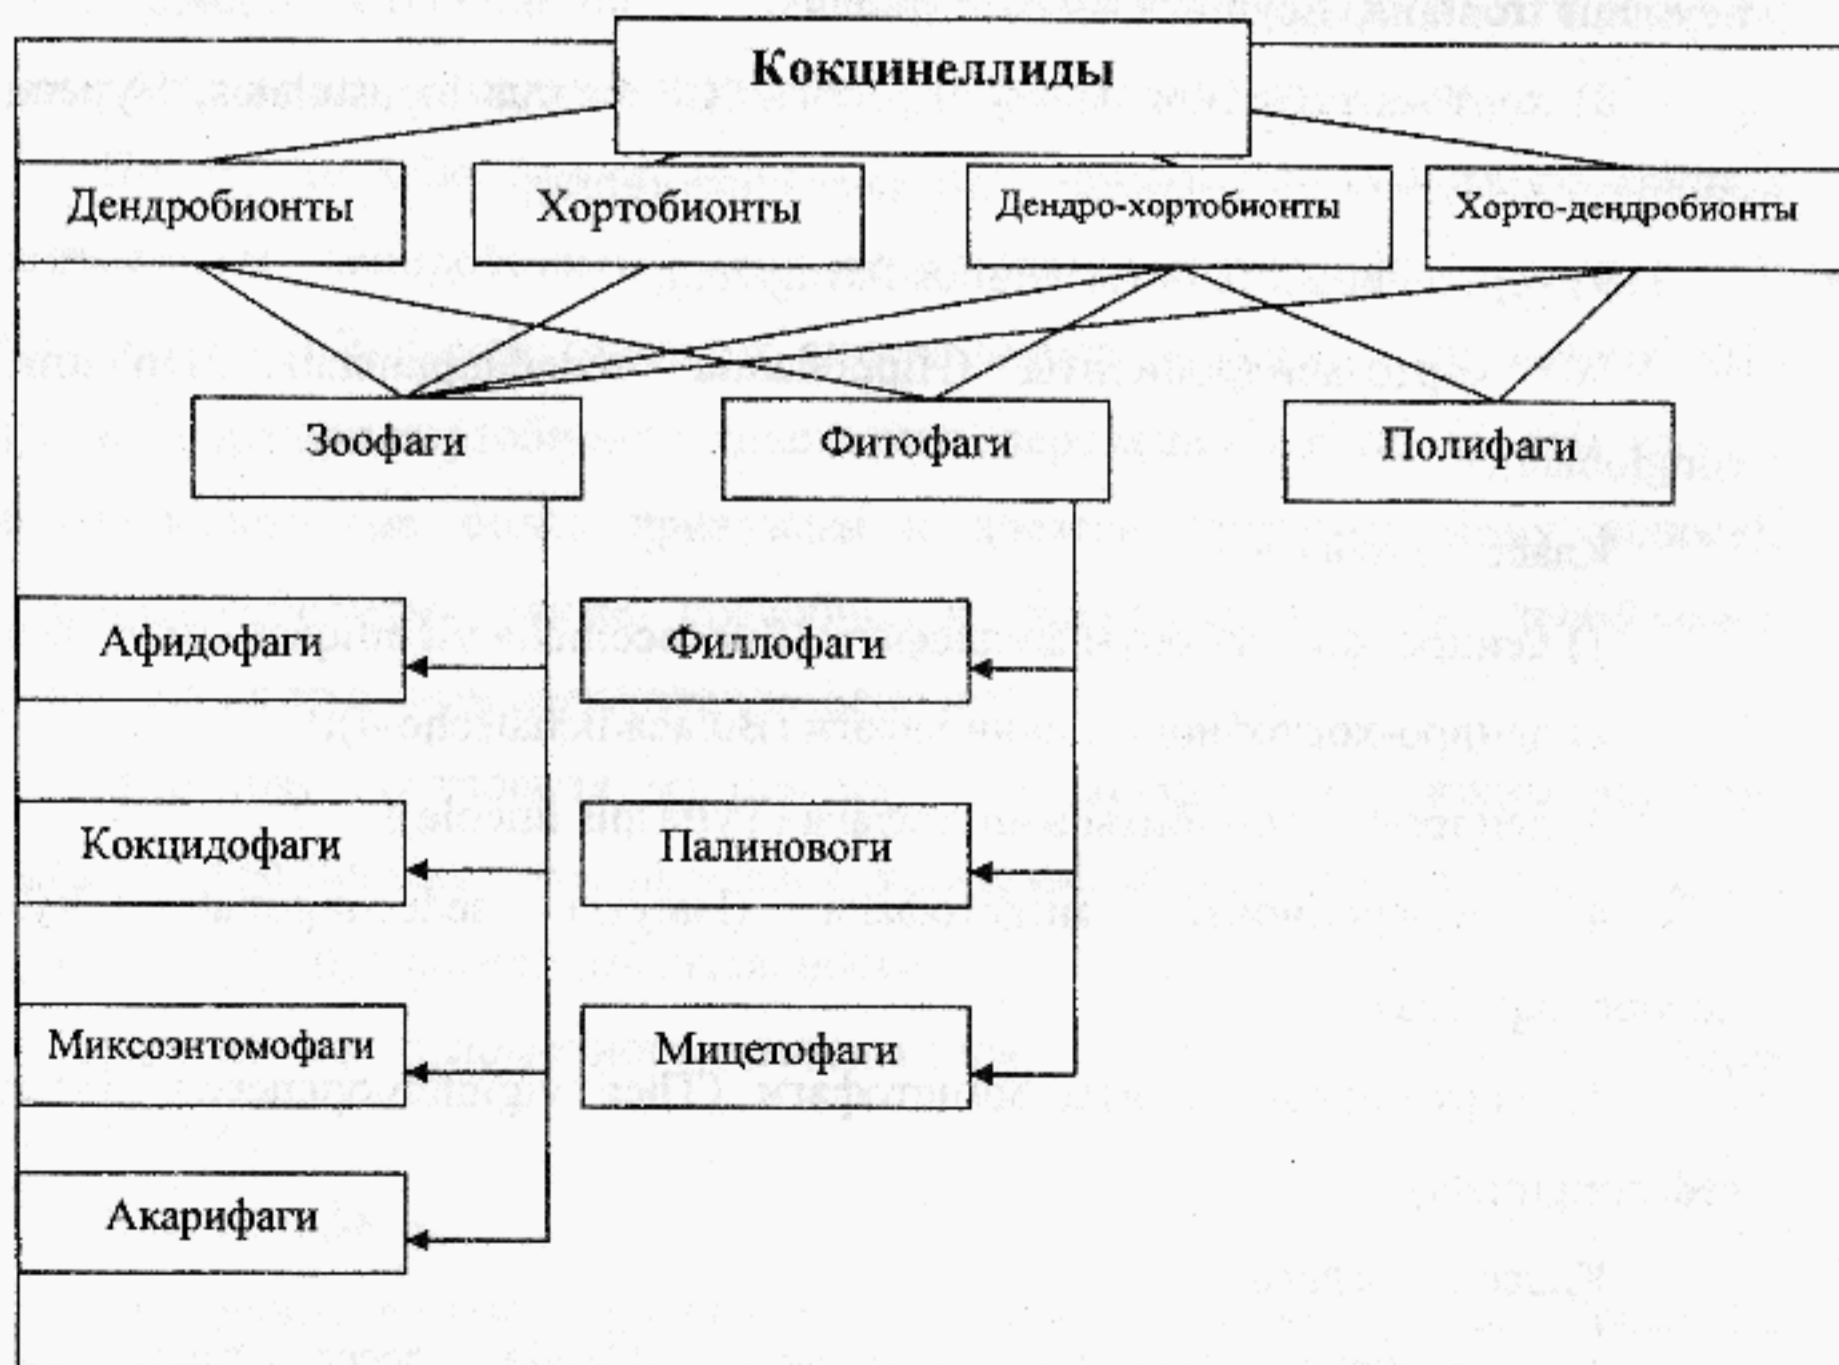 Кокцинеллиды
Дендробионты
Хортобионты
Дендро-хортобионты
Хорто-дендробионты
Зоофаги
Фитофаги
Полифаги
Афидофаги
Филлофаги
Кокцидофаги
Палиновоги
Миксоэнтомофаги
Мицетофаги
Акарифаги